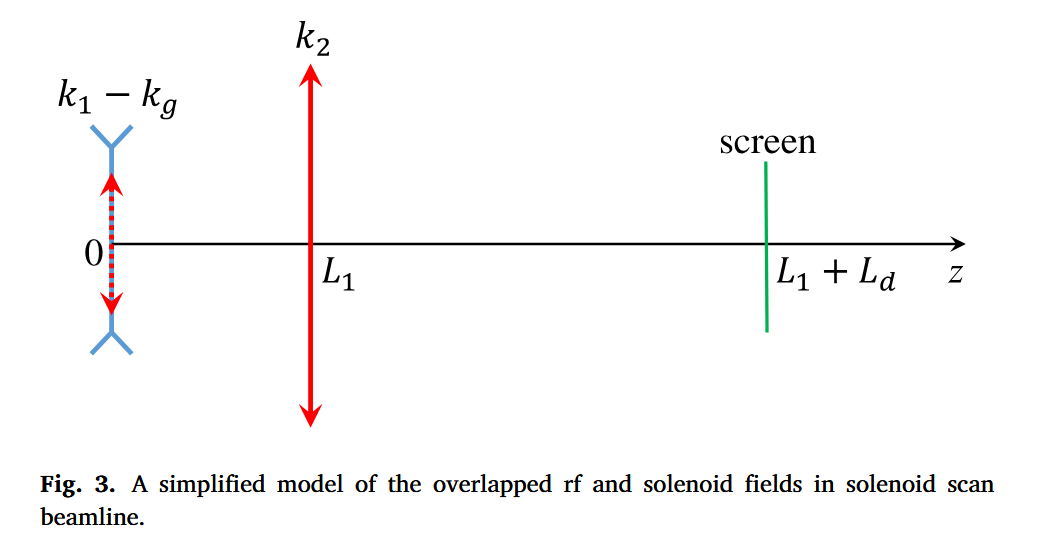 k₂
k₁ − k_g
screen
0
L₁
L₁ + L_d
z
Fig. 3. A simplified model of the overlapped rf and solenoid fields in solenoid scan
beamline.